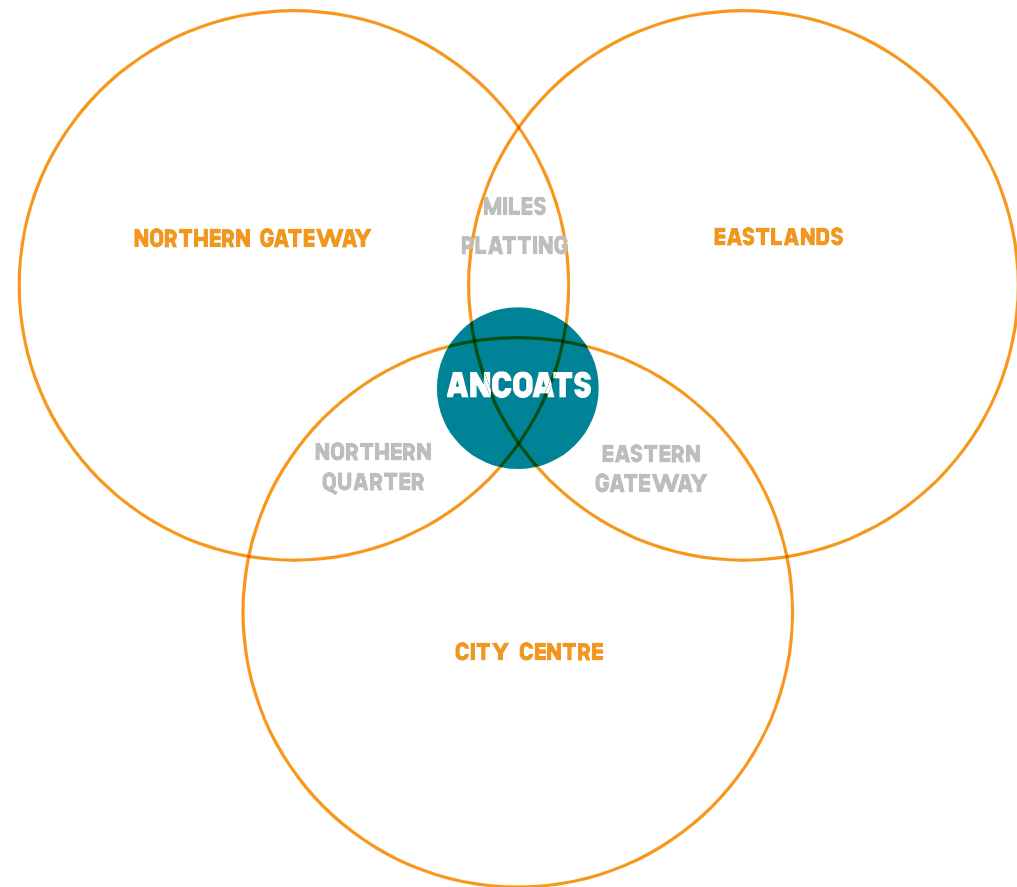 MILES
PLATTING
NORTHERN GATEWAY
EASTLANDS
ANCOATS
NORTHERN
QUARTER
EASTERN
GATEWAY
CITY CENTRE